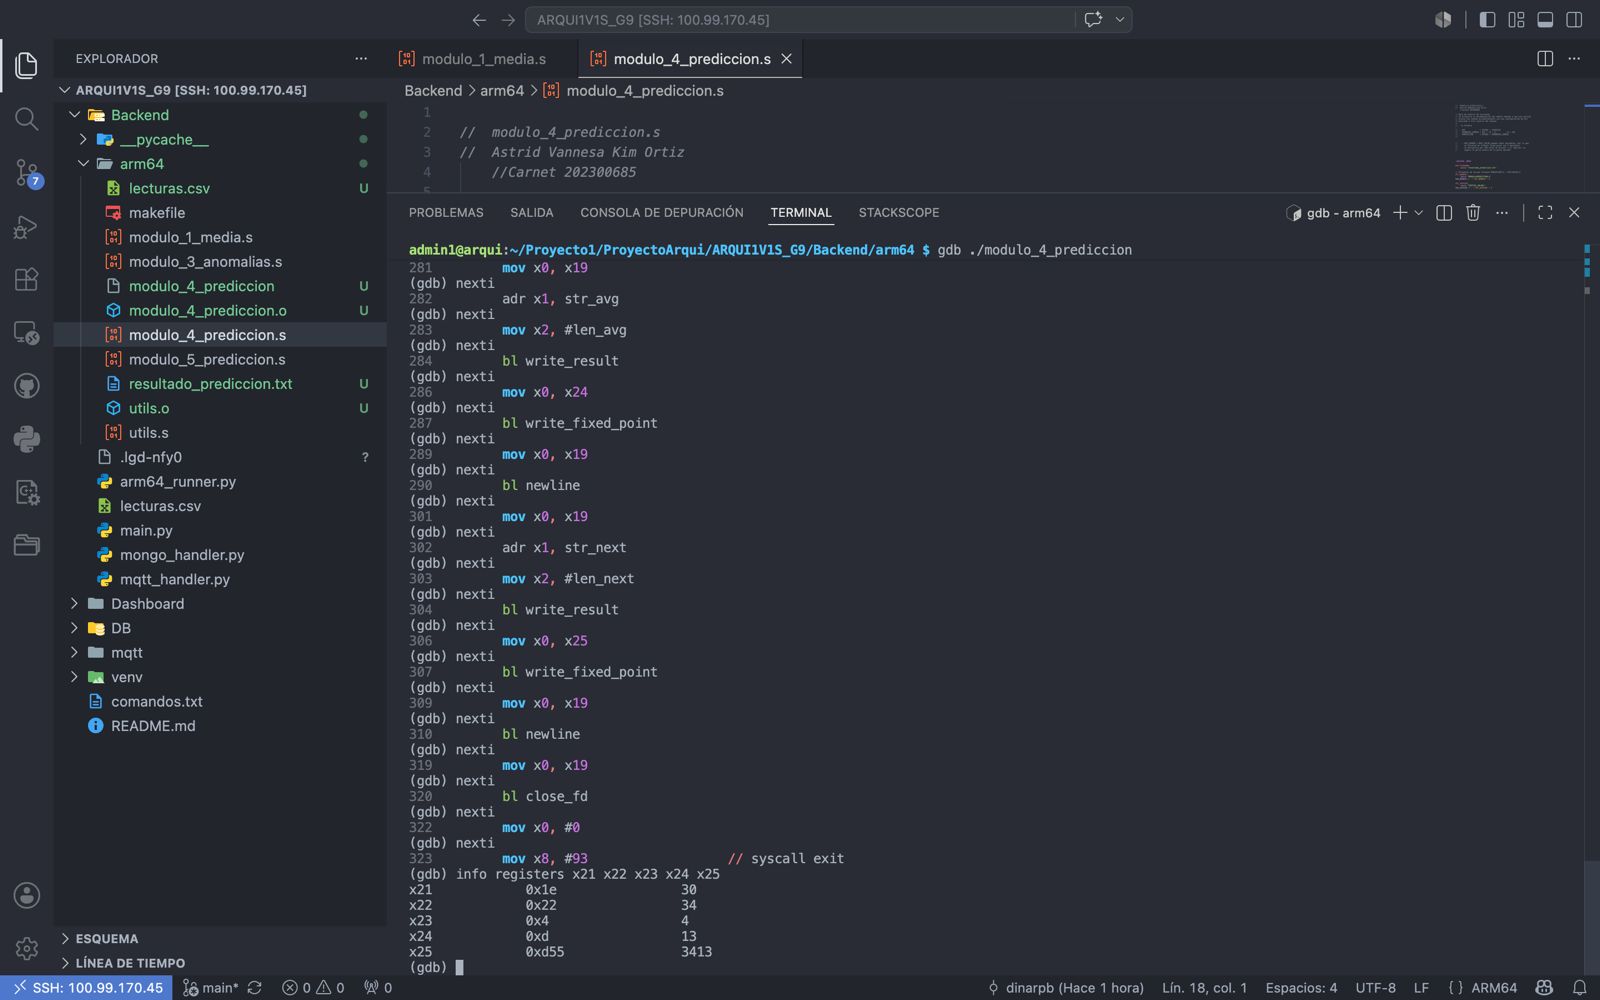 ARQUI1V1S_G9 [SSH: 100.99.170.45]
EXPLORADOR
modulo_1_media.s
modulo_4_prediccion.s
ARQUI1V1S_G9 [SSH: 100.99.170.45]
Backend
__pycache__
arm64
lecturas.csv U
makefile
modulo_1_media.s
modulo_3_anomalias.s
modulo_4_prediccion U
modulo_4_prediccion.o U
modulo_4_prediccion.s
modulo_5_prediccion.s
resultado_prediccion.txt U
utils.o U
utils.s
.lgd-nfy0 ?
arm64_runner.py
lecturas.csv
main.py
mongo_handler.py
mqtt_handler.py
Dashboard
DB
mqtt
venv
comandos.txt
README.md
ESQUEMA
LÍNEA DE TIEMPO
7
Backend > arm64 > modulo_4_prediccion.s
1
2 // modulo_4_prediccion.s
3 // Astrid Vannesa Kim Ortiz
4 //Carnet 202300685
5
PROBLEMAS SALIDA CONSOLA DE DEPURACIÓN TERMINAL STACKSCOPE
gdb - arm64
admin1@arqui:~/Proyecto1/ProyectoArqui/ARQUI1V1S_G9/Backend/arm64 $ gdb ./modulo_4_prediccion
281 mov x0, x19
(gdb) nexti
282 adr x1, str_avg
(gdb) nexti
283 mov x2, #len_avg
(gdb) nexti
284 bl write_result
(gdb) nexti
286 mov x0, x24
(gdb) nexti
287 bl write_fixed_point
(gdb) nexti
289 mov x0, x19
(gdb) nexti
290 bl newline
(gdb) nexti
301 mov x0, x19
(gdb) nexti
302 adr x1, str_next
(gdb) nexti
303 mov x2, #len_next
(gdb) nexti
304 bl write_result
(gdb) nexti
306 mov x0, x25
(gdb) nexti
307 bl write_fixed_point
(gdb) nexti
309 mov x0, x19
(gdb) nexti
310 bl newline
(gdb) nexti
319 mov x0, x19
(gdb) nexti
320 bl close_fd
(gdb) nexti
322 mov x0, #0
(gdb) nexti
323 mov x8, #93 // syscall exit
(gdb) info registers x21 x22 x23 x24 x25
x21 0x1e 30
x22 0x22 34
x23 0x4 4
x24 0xd 13
x25 0xd55 3413
(gdb)
SSH: 100.99.170.45 main* 0 0 0 dinarpb (Hace 1 hora) Lín. 18, col. 1 Espacios: 4 UTF-8 LF {} ARM64